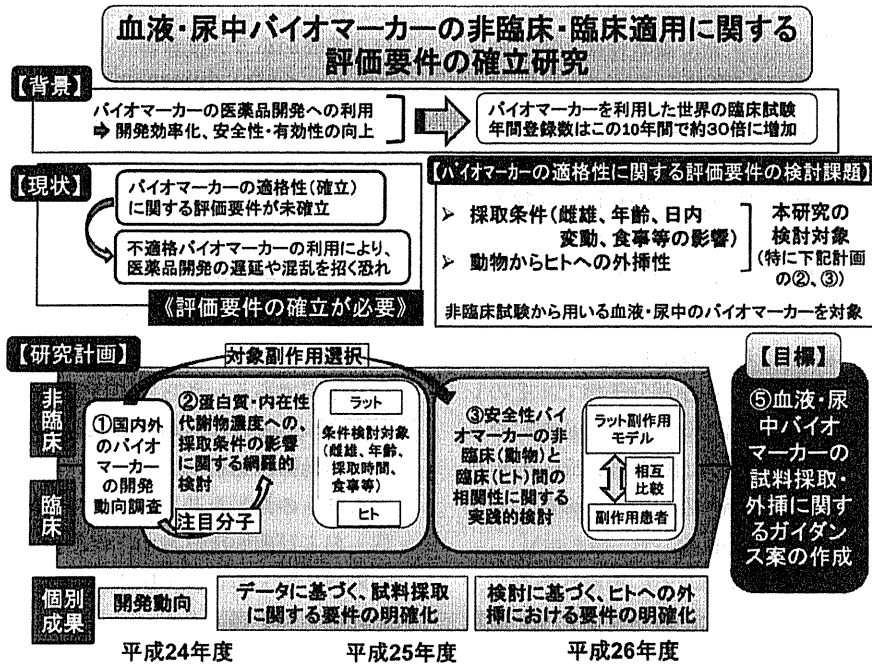 血液・尿中バイオマーカーの非臨床・臨床適用に関する
評価要件の確立研究
【背景】
バイオマーカーの医薬品開発への利用
⇒ 開発効率化、安全性・有効性の向上
バイオマーカーを利用した世界の臨床試験
年間登録数はこの10年間で約30倍に増加
【現状】
バイオマーカーの適格性(確立)
に関する評価要件が未確立
不適格バイオマーカーの利用により、
医薬品開発の遅延や混乱を招く恐れ
《評価要件の確立が必要》
【バイオマーカーの適格性に関する評価要件の検討課題】
➢ 採取条件(雌雄、年齢、日内
変動、食事等の影響)
➢ 動物からヒトへの外挿性
本研究の
検討対象
(特に下記計画
の②、③)
非臨床試験から用いる血液・尿中のバイオマーカーを対象
【研究計画】
対象副作用選択
非臨床
臨床
①国内外
のバイオ
マーカー
の開発
動向調査
②蛋白質・内在性
代謝物濃度への、
採取条件の影響
に関する網羅的
検討
注目分子
ラット
条件検討対象
(雌雄、年齢、
採取時間、
食事等)
ヒト
③安全性バイ
オマーカーの非
臨床(動物)と
臨床(ヒト)間の
相関性に関する
実践的検討
ラット副作用
モデル
相互
比較
副作用患者
【目標】
⑤血液・尿
中バイオ
マーカーの
試料採取・
外挿に関す
るガイダン
ス案の作成
個別
成果
開発動向
データに基づく、試料採取
に関する要件の明確化
検討に基づく、ヒトへの外
挿における要件の明確化
平成24年度
平成25年度
平成26年度